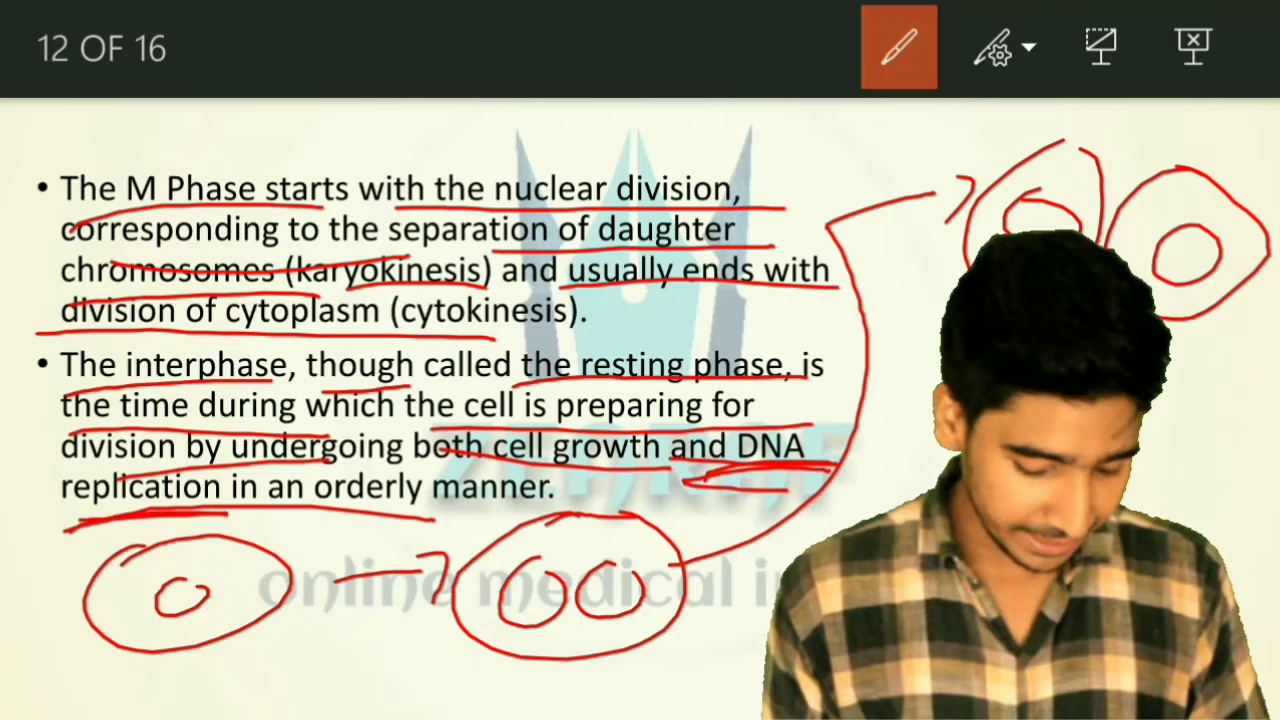 12 OF 16
• The M Phase starts with the nuclear division,
corresponding to the separation of daughter
chromosomes (karyokinesis) and usually ends with
division of cytoplasm (cytokinesis).
• The interphase, though called the resting phase, is
the time during which the cell is preparing for
division by undergoing both cell growth and DNA
replication in an orderly manner.
online medical